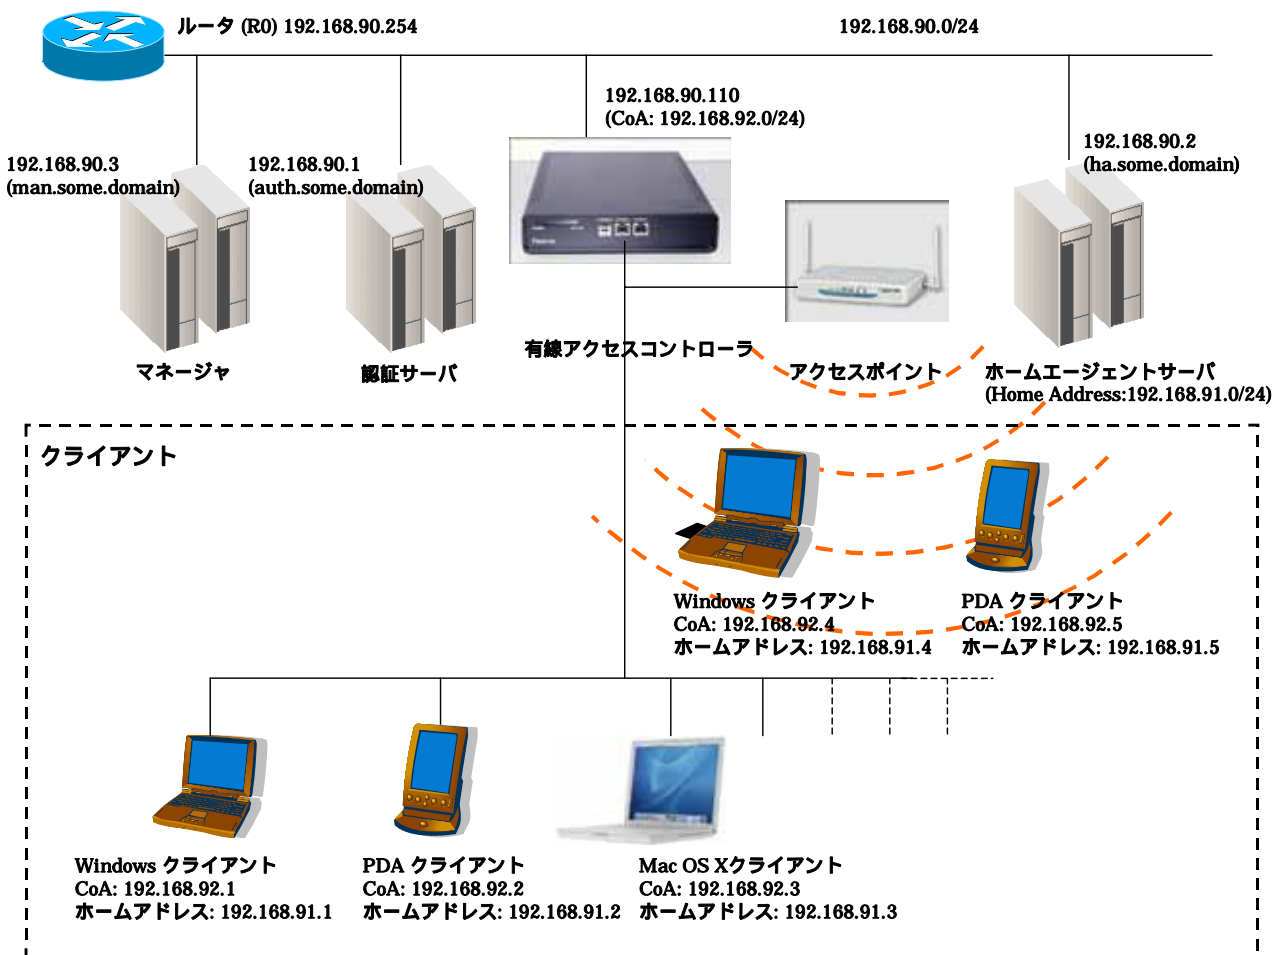 ルータ (R0) 192.168.90.254
192.168.90.0/24
192.168.90.110
(CoA: 192.168.92.0/24)
192.168.90.3
(man.some.domain)
192.168.90.1
(auth.some.domain)
192.168.90.2
(ha.some.domain)
マネージャ
認証サーバ
有線アクセスコントローラ
アクセスポイント
ホームエージェントサーバ
(Home Address:192.168.91.0/24)
クライアント
Windows クライアント
CoA: 192.168.92.4
ホームアドレス: 192.168.91.4
PDA クライアント
CoA: 192.168.92.5
ホームアドレス: 192.168.91.5
Windows クライアント
CoA: 192.168.92.1
ホームアドレス: 192.168.91.1
PDA クライアント
CoA: 192.168.92.2
ホームアドレス: 192.168.91.2
Mac OS Xクライアント
CoA: 192.168.92.3
ホームアドレス: 192.168.91.3